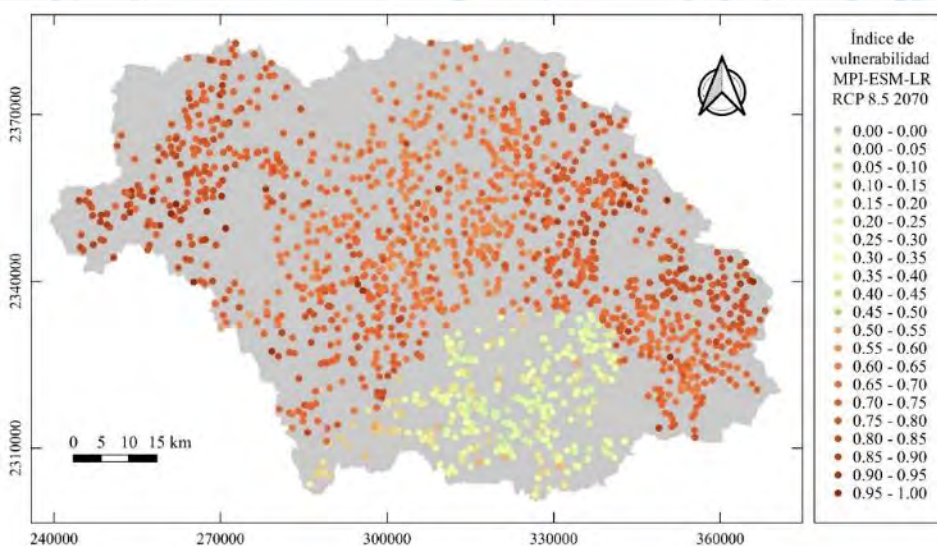 2370000
2340000
2310000
0 5 10 15 km
240000 270000 300000 330000 360000
Índice de
vulnerabilidad
MPI-ESM-LR
RCP 8.5 2070
0.00 - 0.00
0.00 - 0.05
0.05 - 0.10
0.10 - 0.15
0.15 - 0.20
0.20 - 0.25
0.25 - 0.30
0.30 - 0.35
0.35 - 0.40
0.40 - 0.45
0.45 - 0.50
0.50 - 0.55
0.55 - 0.60
0.60 - 0.65
0.65 - 0.70
0.70 - 0.75
0.75 - 0.80
0.80 - 0.85
0.85 - 0.90
0.90 - 0.95
0.95 - 1.00